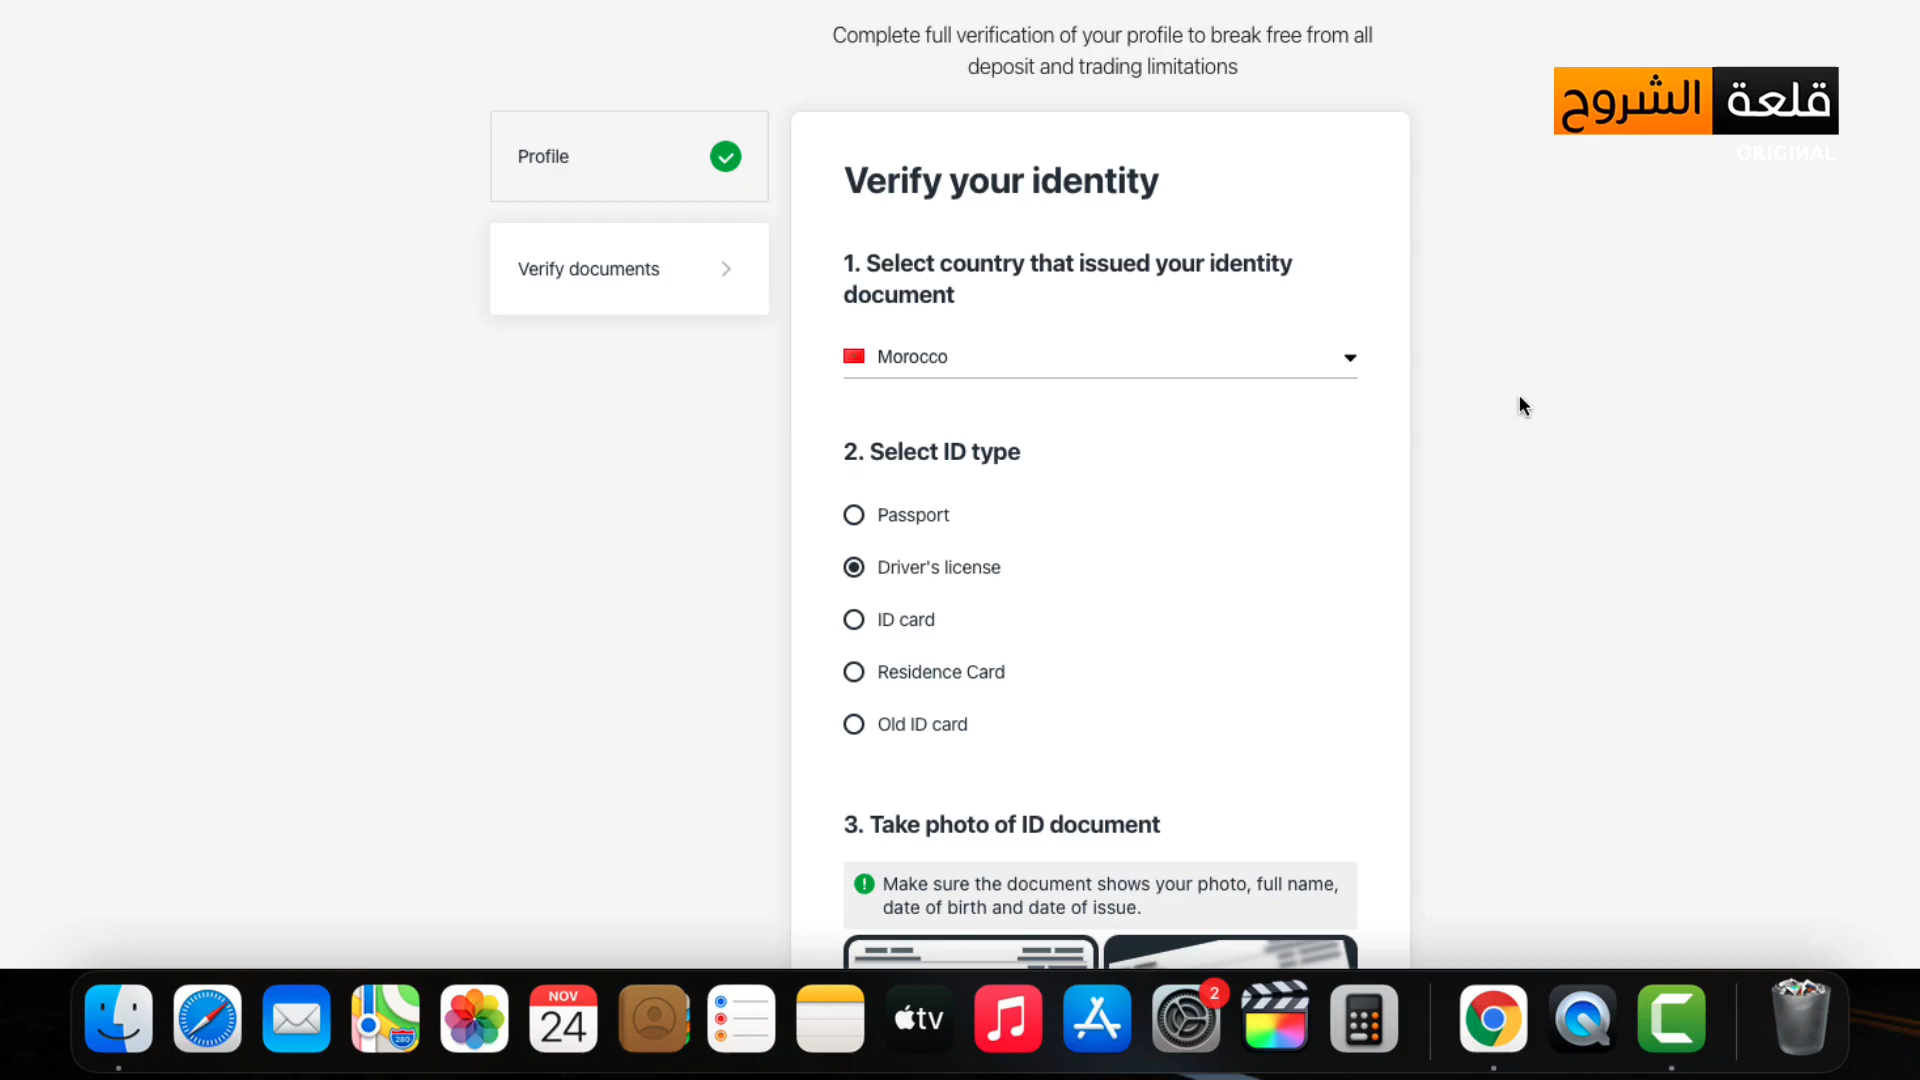 Complete full verification of your profile to break free from all
deposit and trading limitations
قلعة الشروح
ORIGINAL
Profile
Verify documents
Verify your identity
1. Select country that issued your identity
document
Morocco
2. Select ID type
Passport
Driver's license
ID card
Residence Card
Old ID card
3. Take photo of ID document
Make sure the document shows your photo, full name,
date of birth and date of issue.
NOV
24
280
tv
2